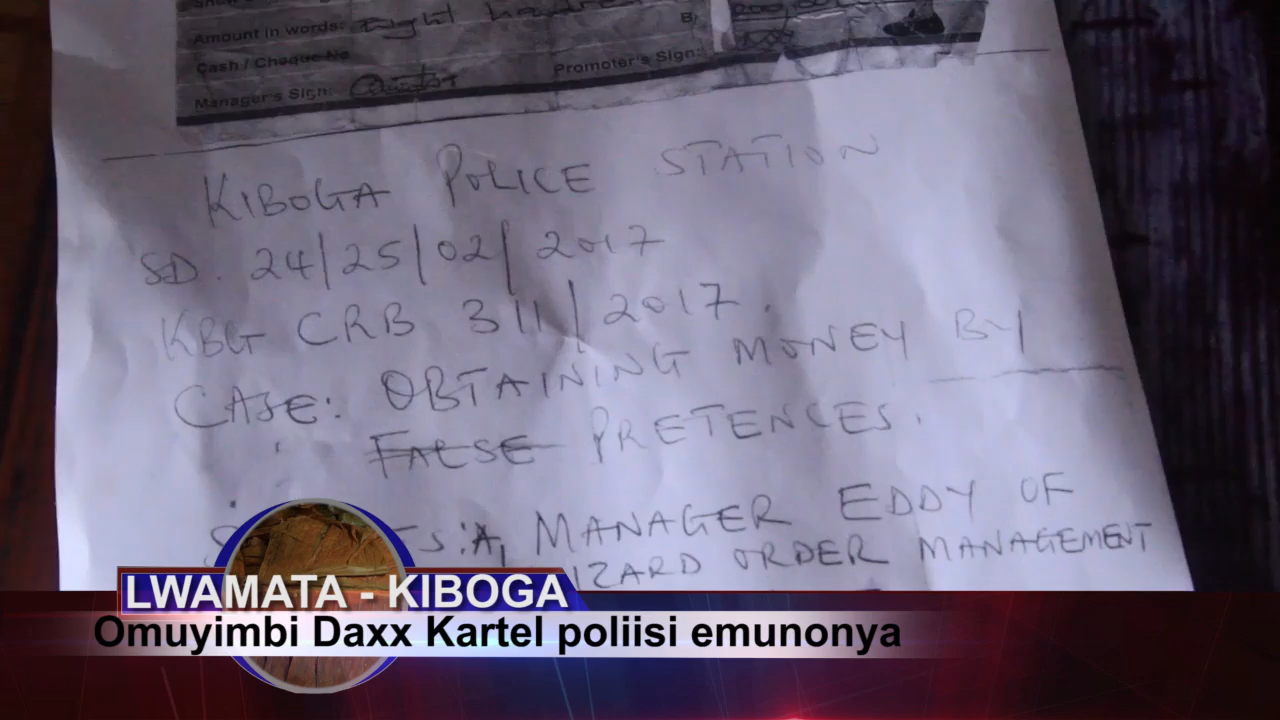 Amount in words: Eight
Cash / Cheque No
Promoter's Sign:
Manager's Sign:
KIBOGA POLICE STATION
SD. 24/25/02/2017
KBG CRB 311/2017.
CASE: OBTAINING MONEY BY
FALSE PRETENCES.
A, MANAGER EDDY OF
ORDER MANAGEMENT
LWAMATA - KIBOGA
Omuyimbi Daxx Kartel poliisi emunonya